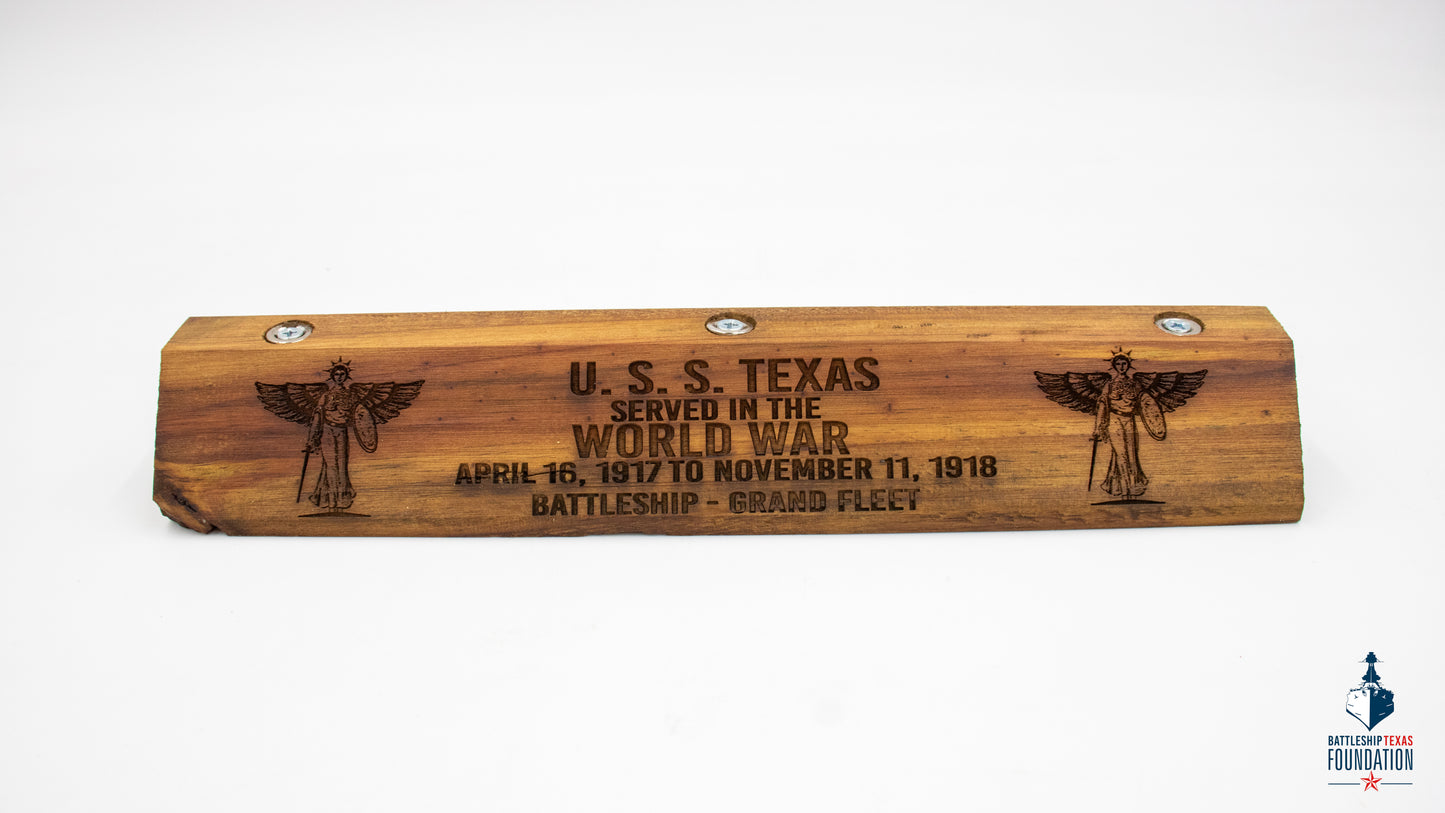 U. S. S. TEXAS
SERVED IN THE
WORLD WAR
APRIL 16, 1917 TO NOVEMBER 11, 1918
BATTLESHIP - GRAND FLEET
BATTLESHIP TEXAS
FOUNDATION